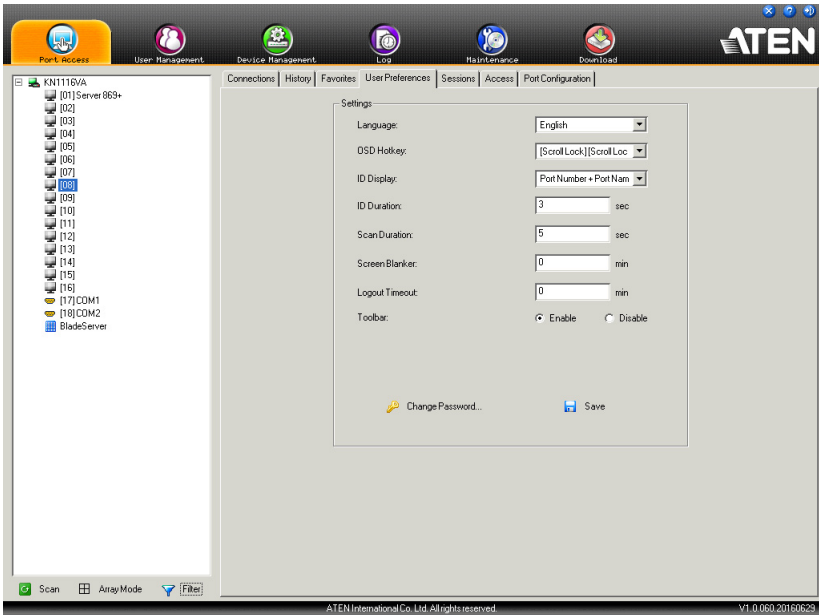 ATEN
Port Access
User Management
Device Management
Log
Maintenance
Download
Connections
History
Favorites
User Preferences
Sessions
Access
Port Configuration
KN1116VA
[01]Server 869+
[02]
[03]
[04]
[05]
[06]
[07]
[08]
[09]
[10]
[11]
[12]
[13]
[14]
[15]
[16]
[17]COM1
[18]COM2
BladeServer
Settings
Language: English
OSD Hotkey: [Scroll Lock][Scroll Loc
ID Display: Port Number + Port Nam
ID Duration: 3 sec
Scan Duration: 5 sec
Screen Blanker: 0 min
Logout Timeout: 0 min
Toolbar: Enable Disable
Change Password... Save
Scan Array Mode Filter
ATEN International Co. Ltd. All rights reserved. V1.0.060.20160629